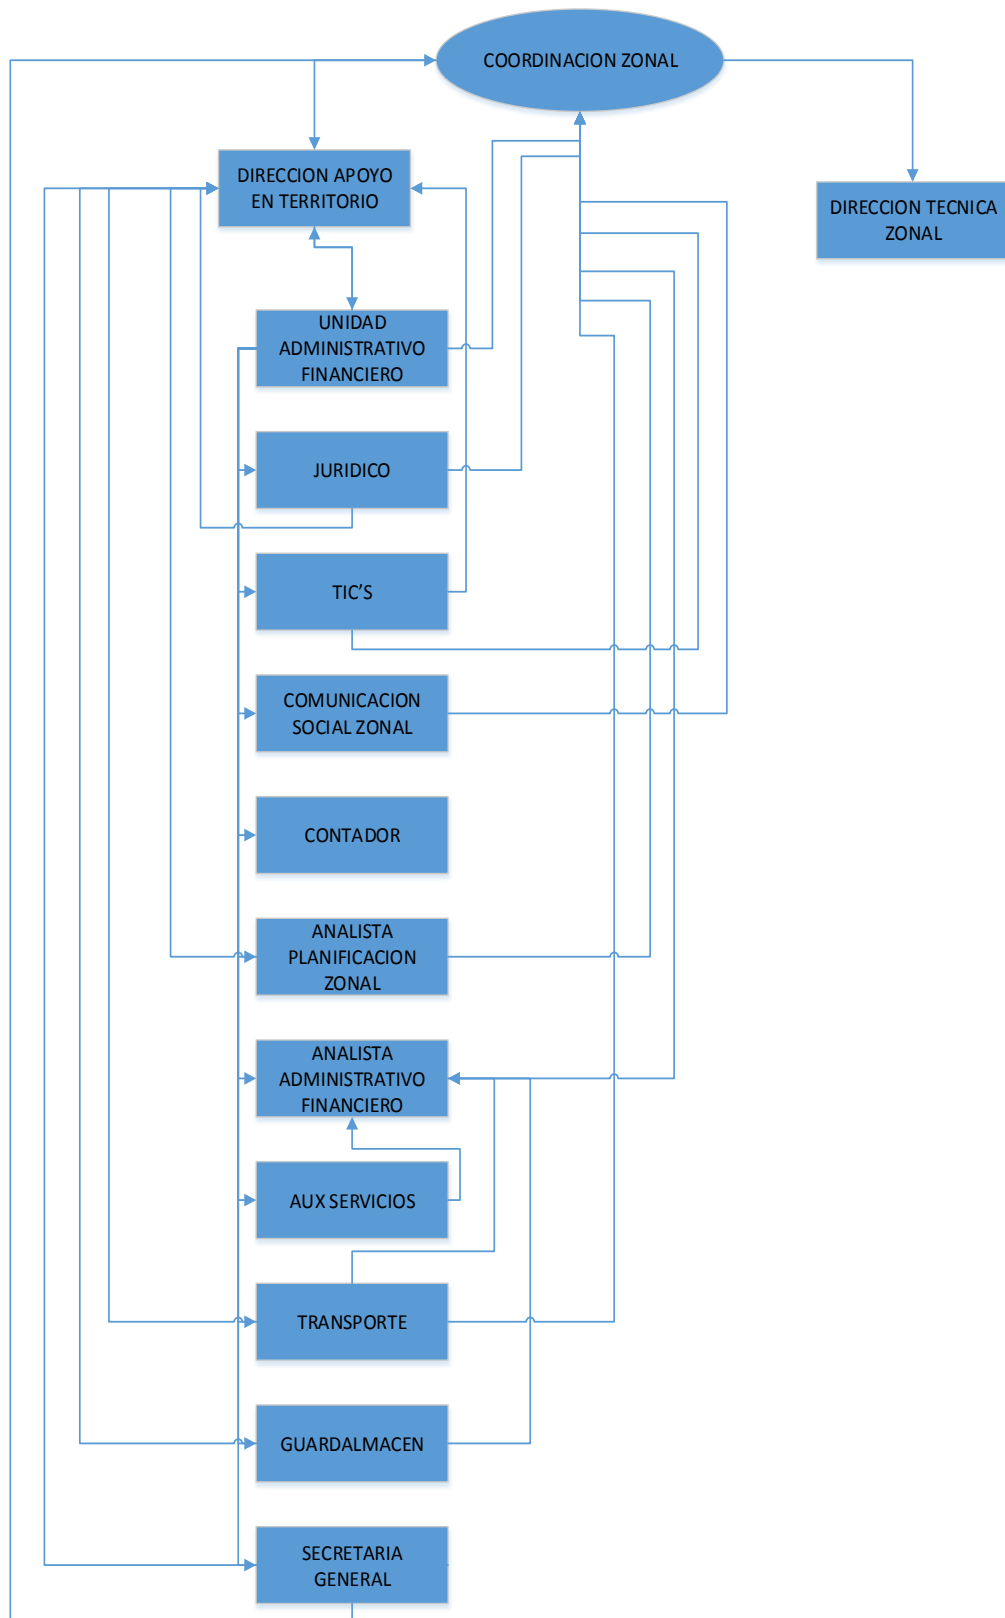 COORDINACION ZONAL
DIRECCION APOYO
EN TERRITORIO
DIRECCION TECNICA
ZONAL
UNIDAD
ADMINISTRATIVO
FINANCIERO
JURIDICO
TIC'S
COMUNICACION
SOCIAL ZONAL
CONTADOR
ANALISTA
PLANIFICACION
ZONAL
ANALISTA
ADMINISTRATIVO
FINANCIERO
AUX SERVICIOS
TRANSPORTE
GUARDALMACEN
SECRETARIA
GENERAL